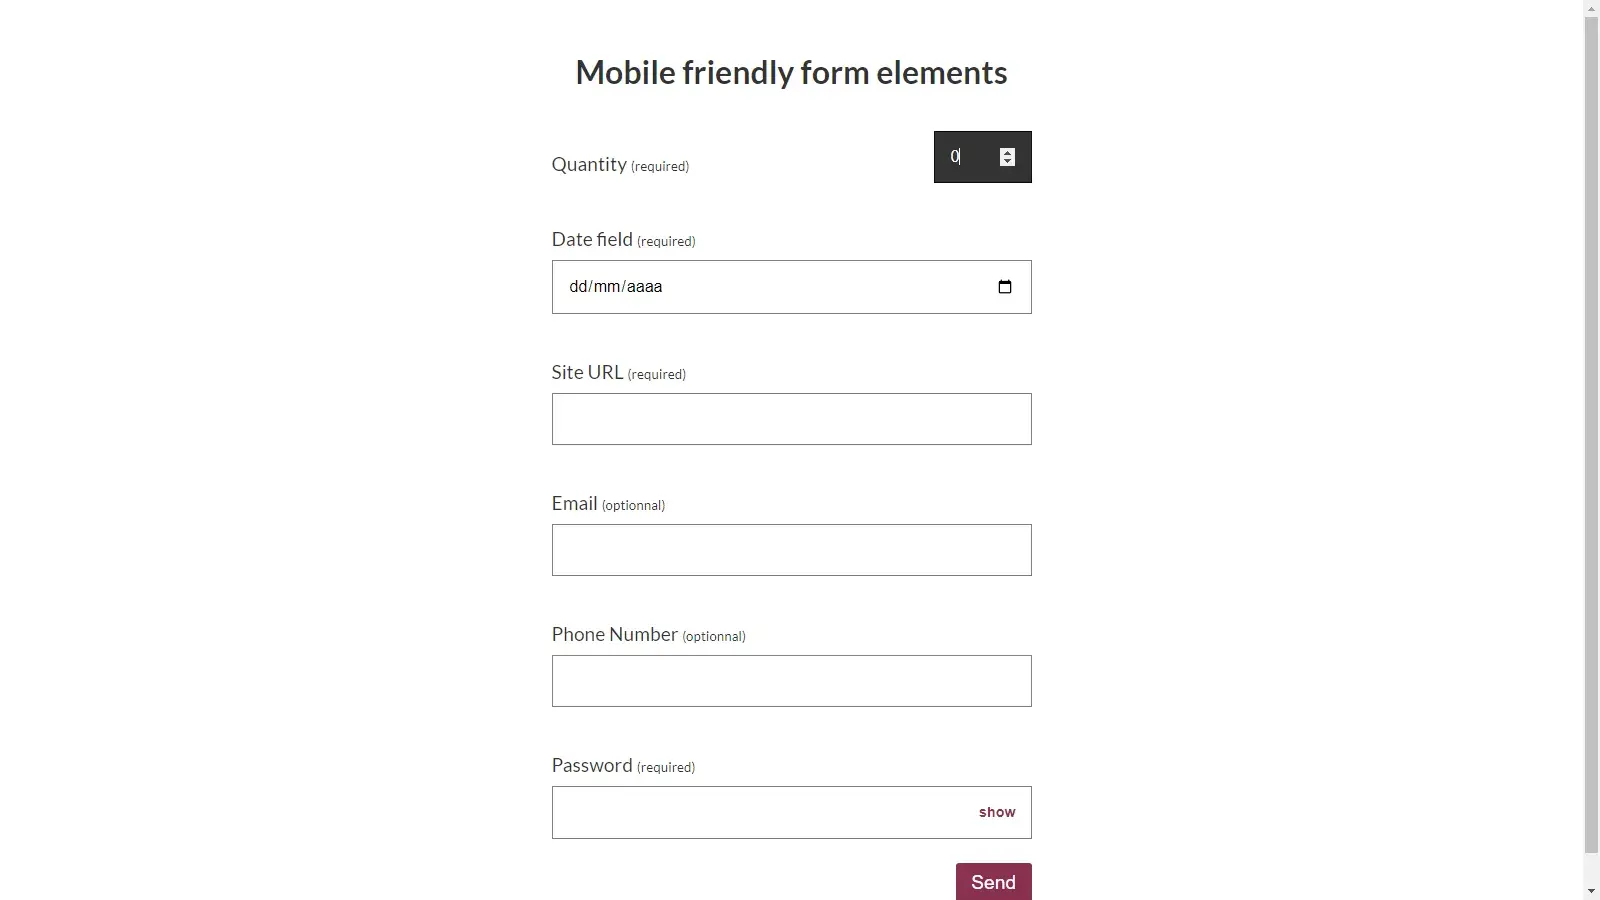 Mobile friendly form elements
Quantity (required)
0
Date field (required)
dd/mm/aaaa
Site URL (required)
Email (optionnal)
Phone Number (optionnal)
Password (required)
show
Send